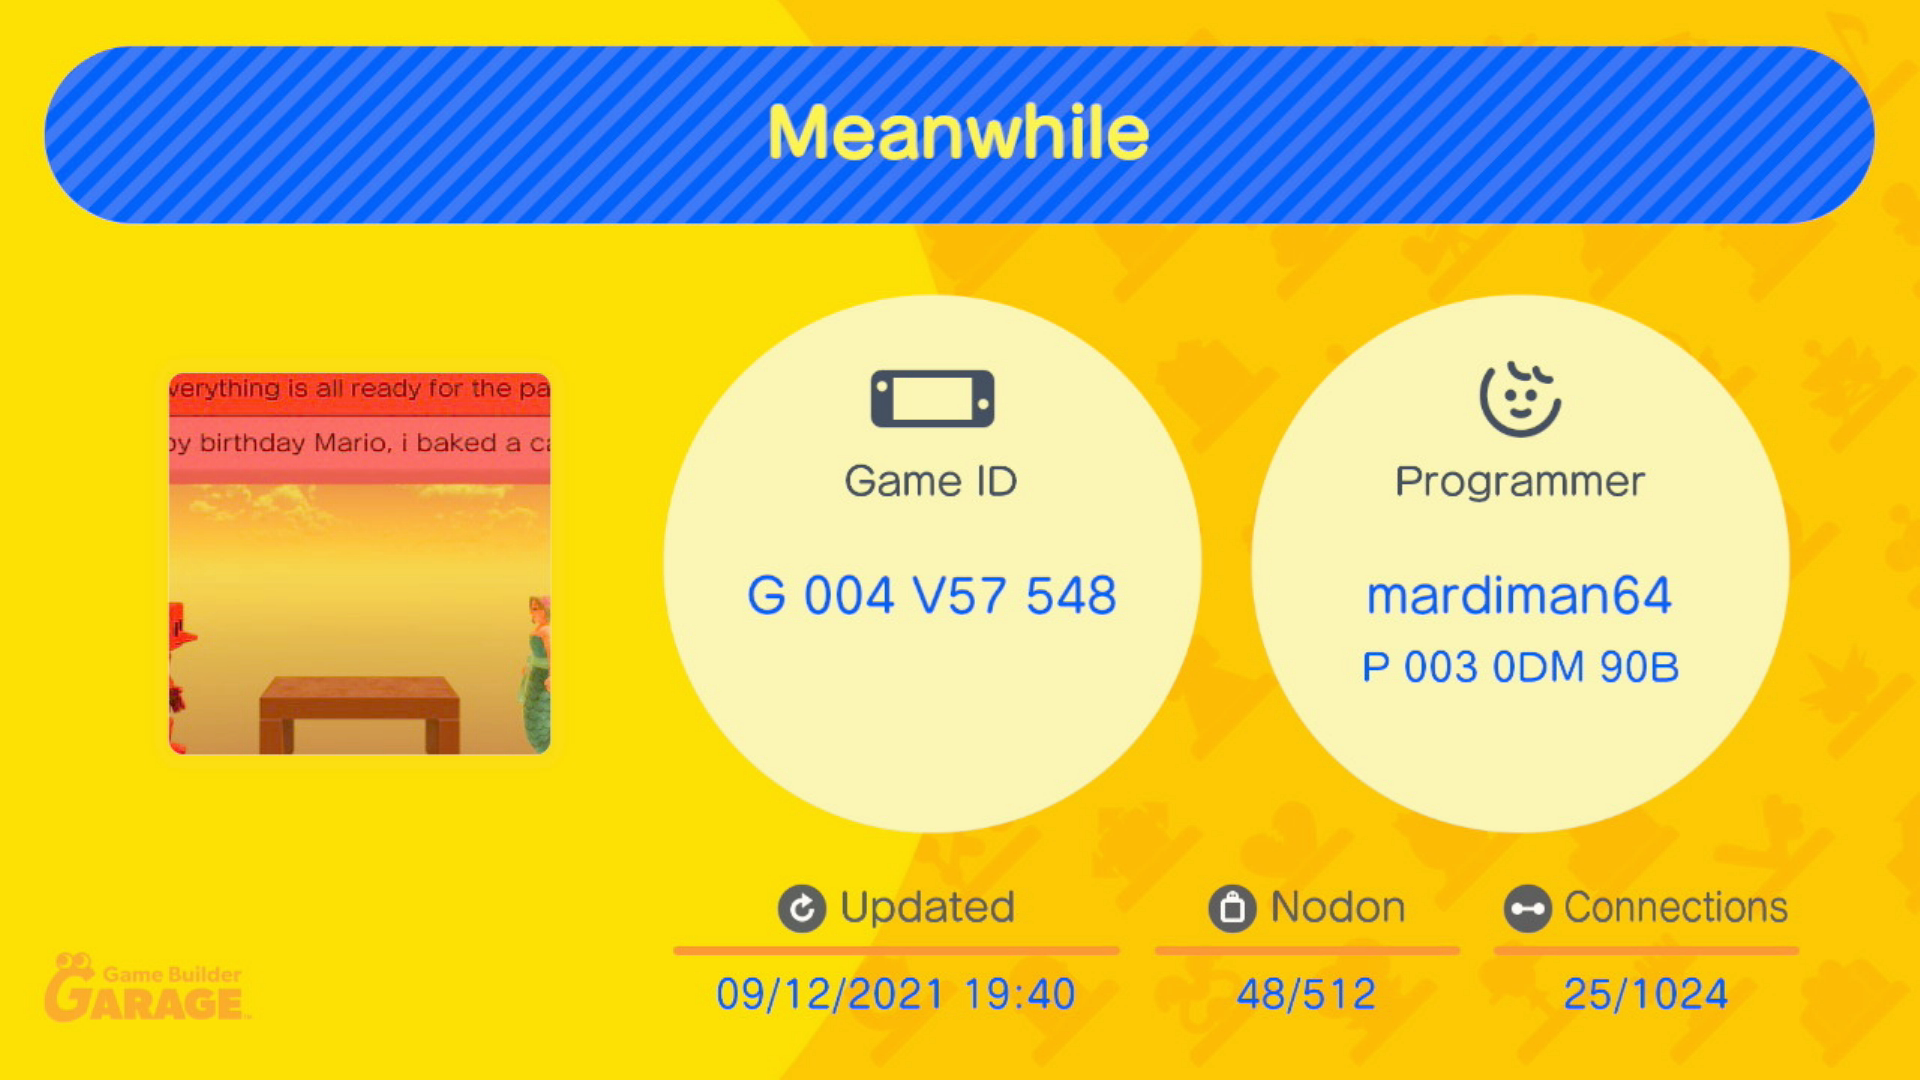 Meanwhile
verything is all ready for the pa
by birthday Mario, i baked a ca
Game ID
G 004 V57 548
Programmer
mardiman64
P 003 0DM 90B
Updated
09/12/2021 19:40
Nodon
48/512
Connections
25/1024
Game Builder
GARAGE